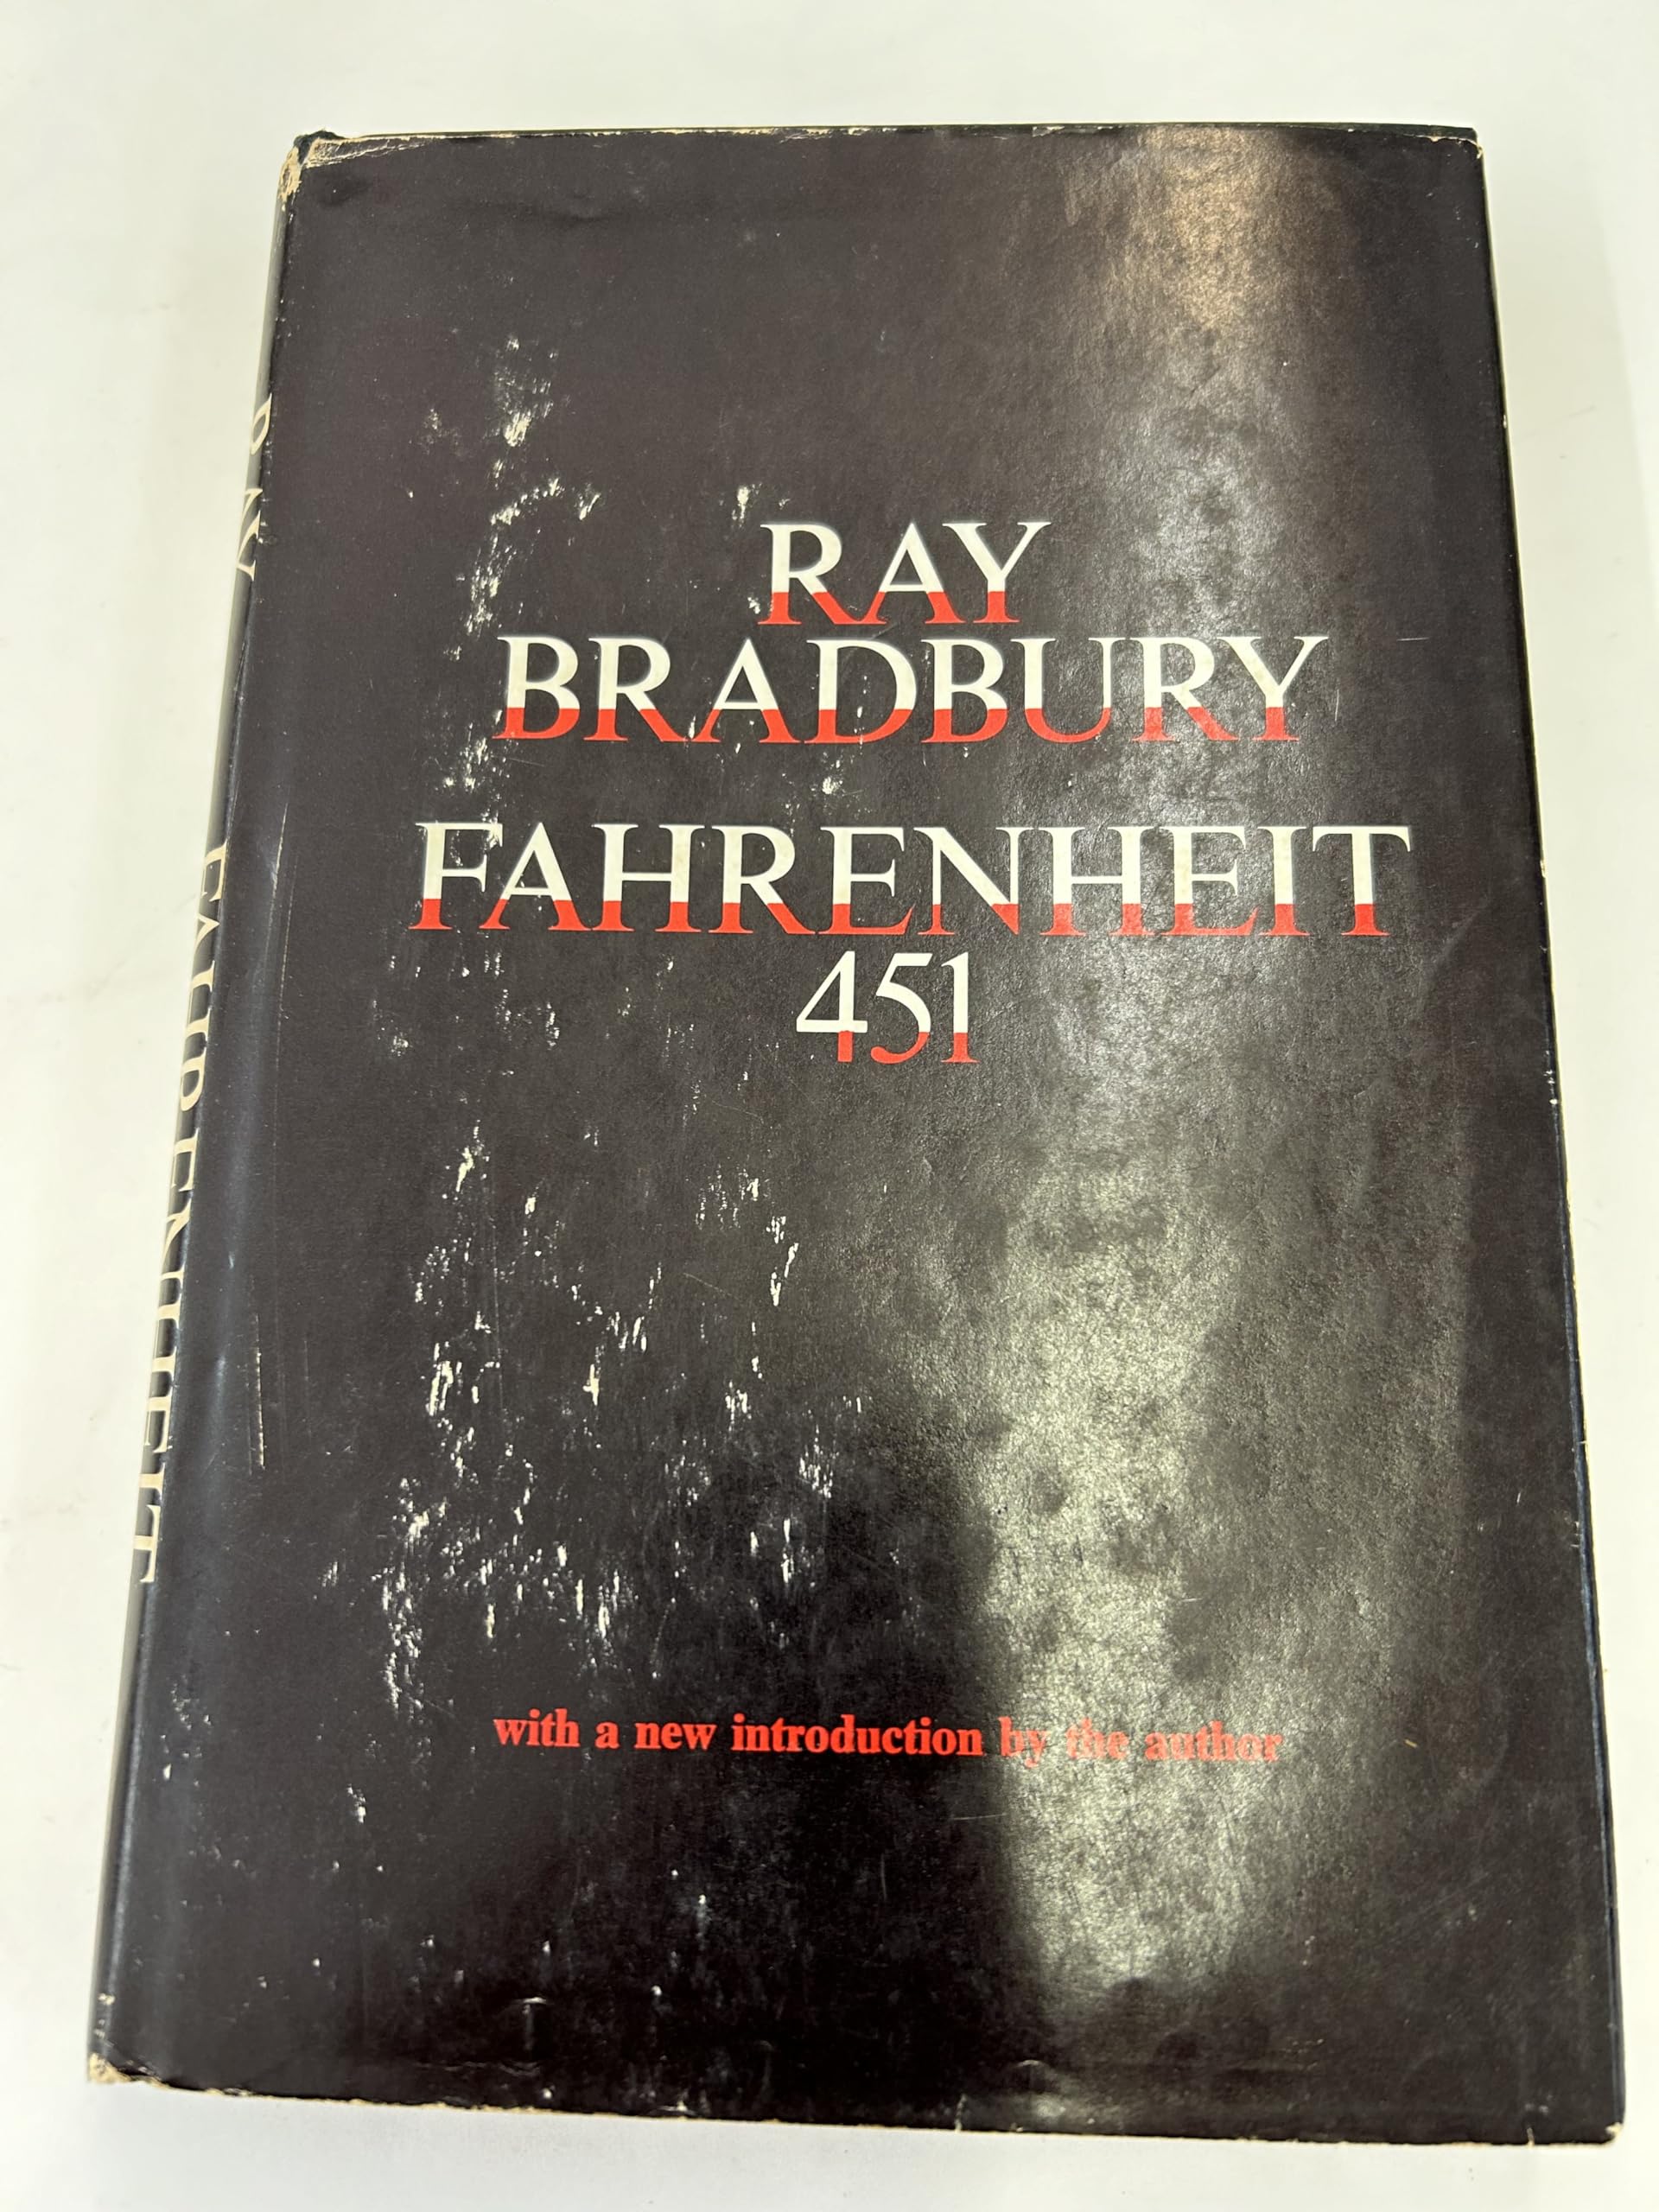 RAY
BRADBURY
FAHRENHEIT
451
with a new introduction by the author
RAY FAHRENHEIT